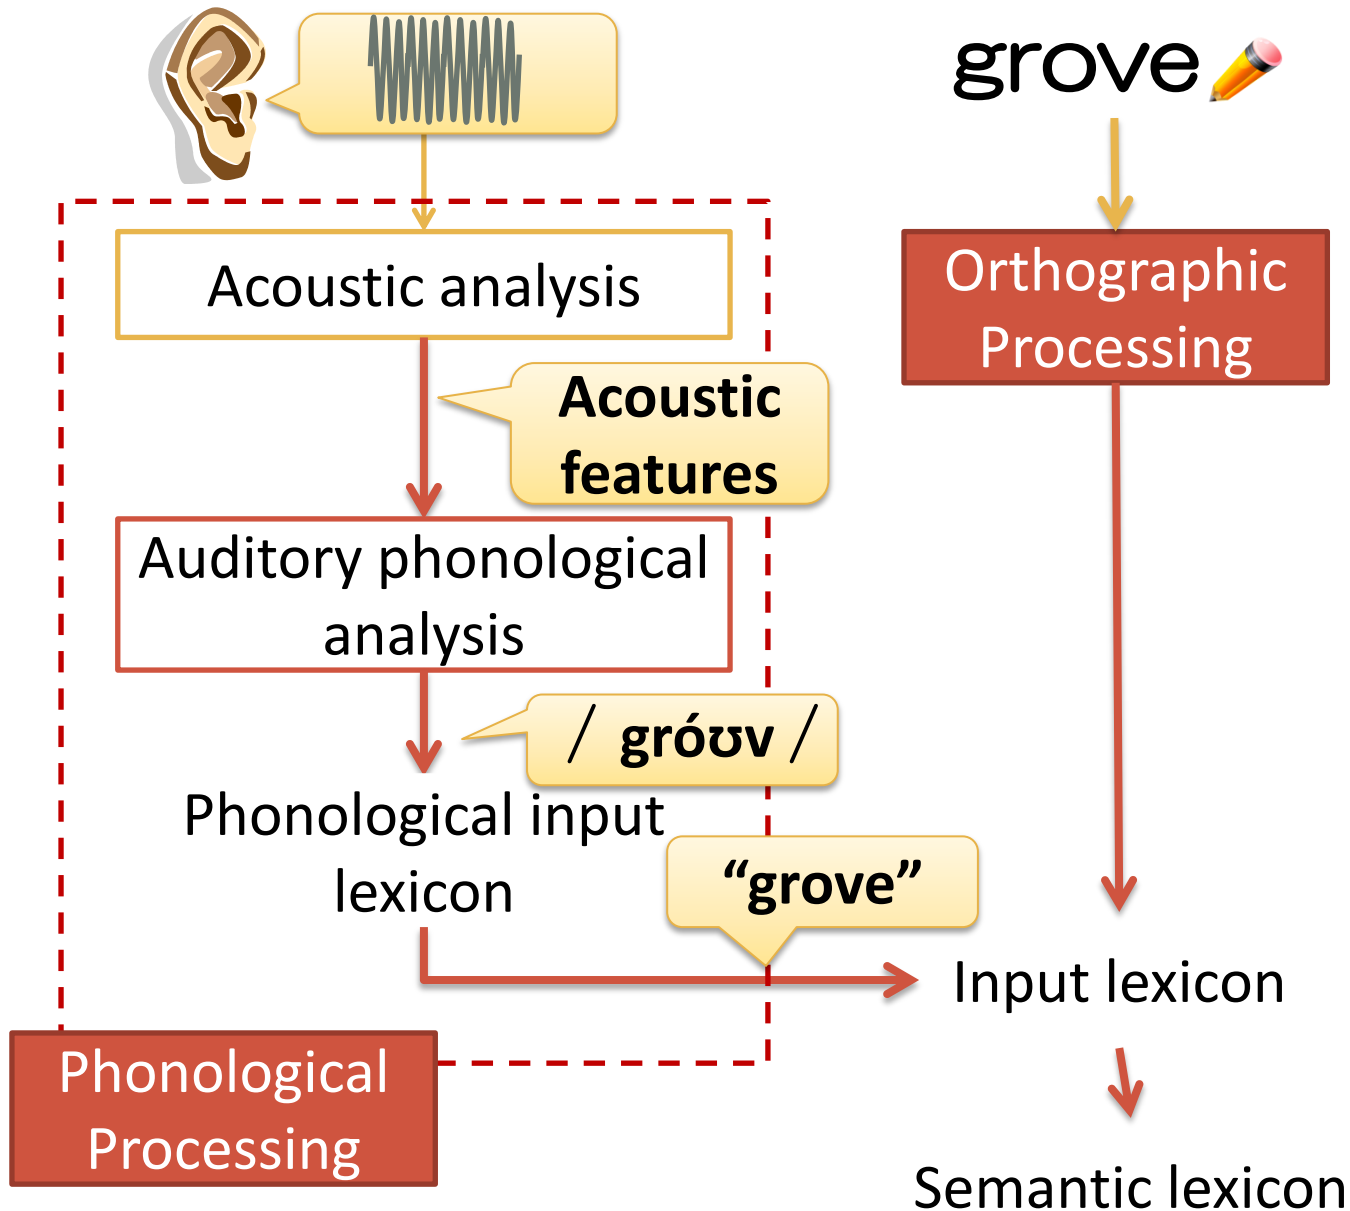 grove
Acoustic analysis
Orthographic
Processing
Acoustic
features
Auditory phonological
analysis
/ gróʊv /
Phonological input
lexicon
“grove”
Input lexicon
Phonological
Processing
Semantic lexicon